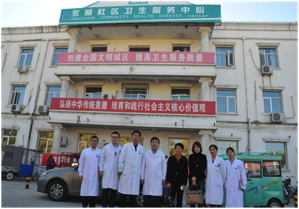 东顺社区卫生服务中心
COMMUNITY HEALTH SERVICE CENTER
创建全国文明城区 提高卫生服务质量
弘扬中华传统美德 培育和践行社会主义核心价值观